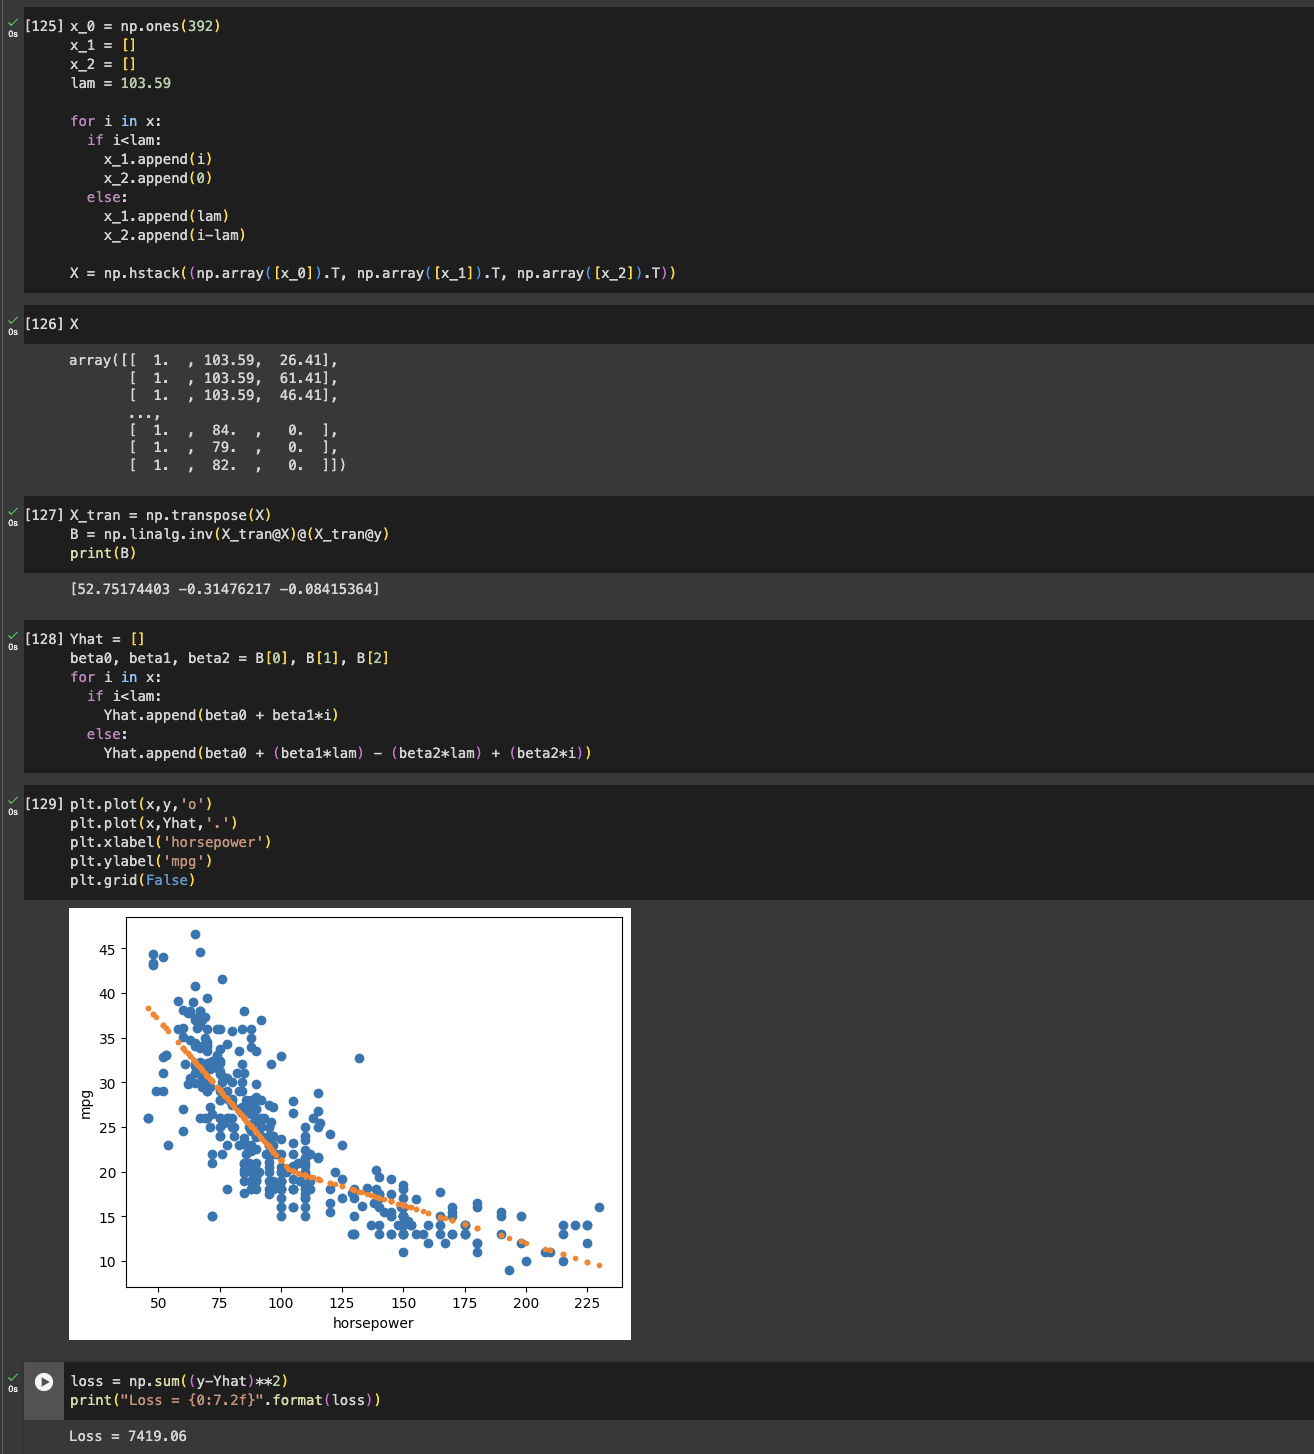 [125] x_0 = np.ones(392)
0s
x_1 = []
x_2 = []
lam = 103.59
for i in x:
if i<lam:
x_1.append(i)
x_2.append(0)
else:
x_1.append(lam)
x_2.append(i-lam)
X = np.hstack((np.array([x_0]).T, np.array([x_1]).T, np.array([x_2]).T))
[126] X
0s
array([[  1.  , 103.59,  26.41],
[  1.  , 103.59,  61.41],
[  1.  , 103.59,  46.41],
...,
[  1.  ,  84.  ,   0.  ],
[  1.  ,  79.  ,   0.  ],
[  1.  ,  82.  ,   0.  ]])
[127] X_tran = np.transpose(X)
0s
B = np.linalg.inv(X_tran@X)@(X_tran@y)
print(B)
[52.75174403 -0.31476217 -0.08415364]
[128] Yhat = []
0s
beta0, beta1, beta2 = B[0], B[1], B[2]
for i in x:
if i<lam:
Yhat.append(beta0 + beta1*i)
else:
Yhat.append(beta0 + (beta1*lam) - (beta2*lam) + (beta2*i))
[129] plt.plot(x,y,'o')
0s
plt.plot(x,Yhat,'.')
plt.xlabel('horsepower')
plt.ylabel('mpg')
plt.grid(False)
45
40
35
30
25
20
15
10
mpg
50 75 100 125 150 175 200 225
horsepower
loss = np.sum((y-Yhat)**2)
0s
print("Loss = {0:7.2f}".format(loss))
Loss = 7419.06